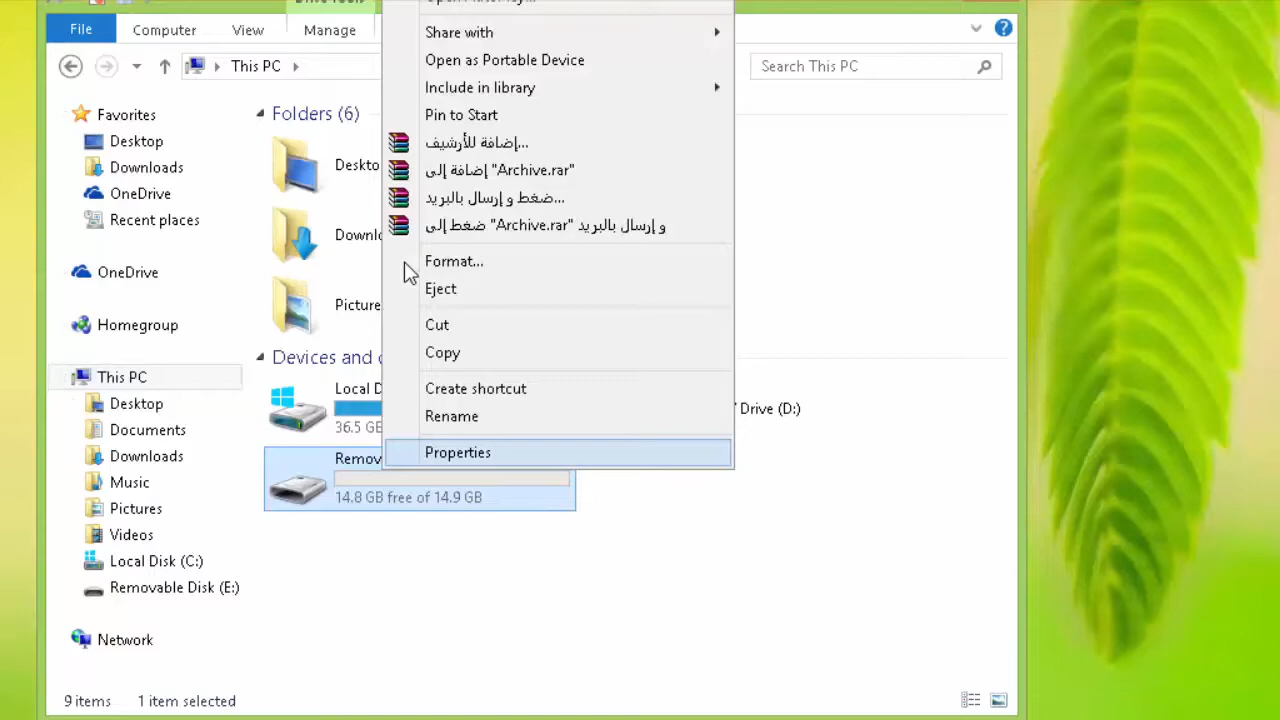 File
Computer
View
Manage
This PC
Search This PC
Favorites
Desktop
Downloads
OneDrive
Recent places
OneDrive
Homegroup
This PC
Desktop
Documents
Downloads
Music
Pictures
Videos
Local Disk (C:)
Removable Disk (E:)
Network
Folders (6)
Deskto
Downlo
Picture
Devices and d
Local D
36.5 GB
Drive (D:)
Remov
14.8 GB free of 14.9 GB
Share with
Open as Portable Device
Include in library
Pin to Start
إضافة للأرشيف...
إضافة إلى "Archive.rar"
ضغط و إرسال بالبريد...
ضغط إلى "Archive.rar" و إرسال بالبريد
Format...
Eject
Cut
Copy
Create shortcut
Rename
Properties
9 items
1 item selected